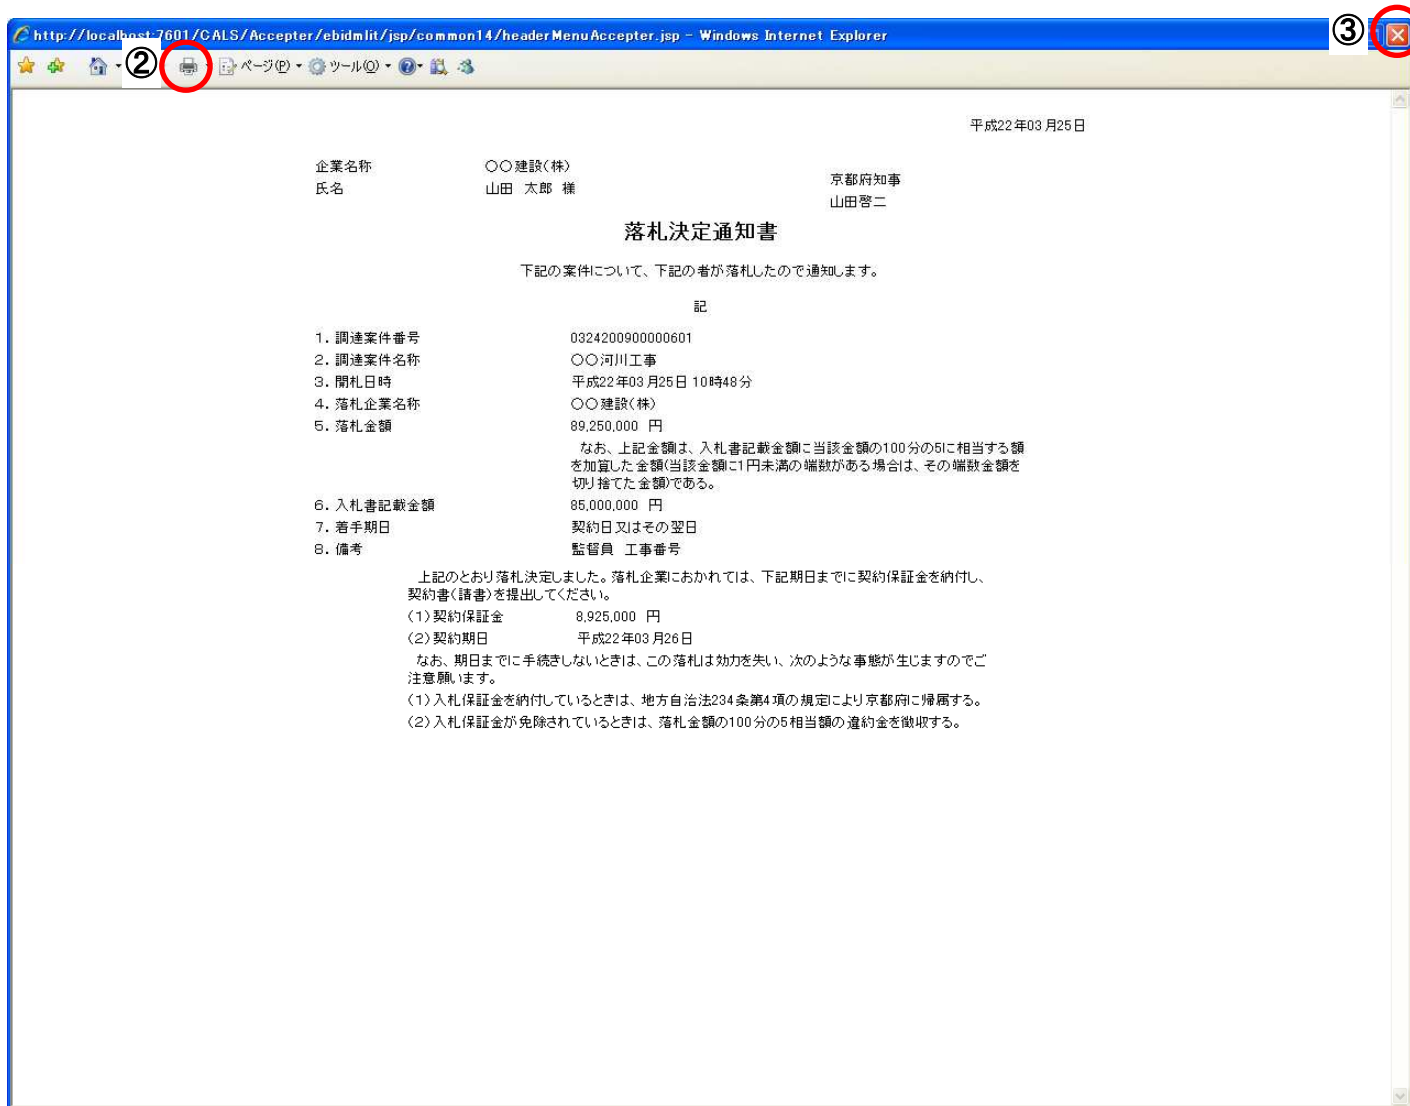 http://localhost:7601/CALS/Accepter/ebidmlit/jsp/common14/headerMenuAccepter.jsp - Windows Internet Explorer
③
②
ページ(P) ツール(O)
平成22年03月25日
企業名称 〇〇建設(株)
氏名 山田 太郎 様
京都府知事
山田啓二
落札決定通知書
下記の案件について、下記の者が落札したので通知します。
記
1．調達案件番号 0324200900000601
2．調達案件名称 〇〇河川工事
3．開札日時 平成22年03月25日 10時48分
4．落札企業名称 〇〇建設(株)
5．落札金額 89,250,000 円
なお、上記金額は、入札書記載金額に当該金額の100分の5に相当する額
を加算した金額(当該金額に1円未満の端数がある場合は、その端数金額を
切り捨てた金額)である。
6．入札書記載金額 85,000,000 円
7．着手期日 契約日又はその翌日
8．備考 監督員 工事番号
上記のとおり落札決定しました。落札企業におかれては、下記期日までに契約保証金を納付し、
契約書(請書)を提出してください。
(1)契約保証金 8,925,000 円
(2)契約期日 平成22年03月26日
なお、期日までに手続きしないときは、この落札は効力を失い、次のような事態が生じますのでご
注意願います。
(1)入札保証金を納付しているときは、地方自治法234条第4項の規定により京都府に帰属する。
(2)入札保証金が免除されているときは、落札金額の100分の5相当額の違約金を徴収する。